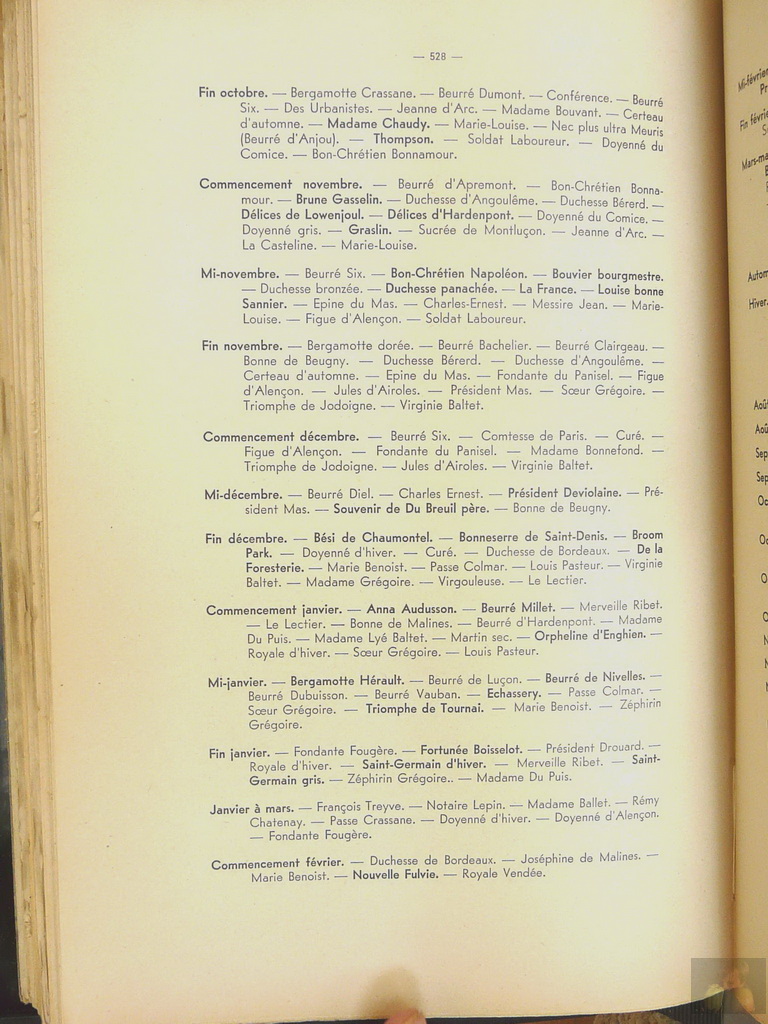 — 528 —
Fin octobre. — Bergamotte Crassane. — Beurré Dumont. — Conférence. — Beurré
Six. — Des Urbanistes. — Jeanne d'Arc. — Madame Bouvant. — Certeau
d'automne. — Madame Chaudy. — Marie-Louise. — Nec plus ultra Meuris
(Beurré d'Anjou). — Thompson. — Soldat Laboureur. — Doyenné du
Comice. — Bon-Chrétien Bonnamour.
Commencement novembre. — Beurré d'Apremont. — Bon-Chrétien Bonna-
mour. — Brune Gasselin. — Duchesse d'Angoulême. — Duchesse Bérerd. —
Délices de Lowenjoul. — Délices d'Hardenpont. — Doyenné du Comice. —
Doyenné gris. — Graslin. — Sucrée de Montluçon. — Jeanne d'Arc. —
La Casteline. — Marie-Louise.
Mi-novembre. — Beurré Six. — Bon-Chrétien Napoléon. — Bouvier bourgmestre.
— Duchesse bronzée. — Duchesse panachée. — La France. — Louise bonne
Sannier. — Epine du Mas. — Charles-Ernest. — Messire Jean. — Marie-
Louise. — Figue d'Alençon. — Soldat Laboureur.
Fin novembre. — Bergamotte dorée. — Beurré Bachelier. — Beurré Clairgeau. —
Bonne de Beugny. — Duchesse Bérerd. — Duchesse d'Angoulême. —
Certeau d'automne. — Epine du Mas. — Fondante du Panisel. — Figue
d'Alençon. — Jules d'Airoles. — Président Mas. — Sœur Grégoire. —
Triomphe de Jodoigne. — Virginie Baltet.
Commencement décembre. — Beurré Six. — Comtesse de Paris. — Curé. —
Figue d'Alençon. — Fondante du Panisel. — Madame Bonnefond. —
Triomphe de Jodoigne. — Jules d'Airoles. — Virginie Baltet.
Mi-décembre. — Beurré Diel. — Charles Ernest. — Président Deviolaine. — Pré-
sident Mas. — Souvenir de Du Breuil père. — Bonne de Beugny.
Fin décembre. — Bési de Chaumontel. — Bonneserre de Saint-Denis. — Broom
Park. — Doyenné d'hiver. — Curé. — Duchesse de Bordeaux. — De la
Foresterie. — Marie Benoist. — Passe Colmar. — Louis Pasteur. — Virginie
Baltet. — Madame Grégoire. — Virgouleuse. — Le Lectier.
Commencement janvier. — Anna Audusson. — Beurré Millet. — Merveille Ribet.
— Le Lectier. — Bonne de Malines. — Beurré d'Hardenpont. — Madame
Du Puis. — Madame Lyé Baltet. — Martin sec. — Orpheline d'Enghien. —
Royale d'hiver. — Sœur Grégoire. — Louis Pasteur.
Mi-janvier. — Bergamotte Hérault. — Beurré de Luçon. — Beurré de Nivelles. —
Beurré Dubuisson. — Beurré Vauban. — Echassery. — Passe Colmar. —
Sœur Grégoire. — Triomphe de Tournai. — Marie Benoist. — Zéphirin
Grégoire.
Fin janvier. — Fondante Fougère. — Fortunée Boisselot. — Président Drouard. —
Royale d'hiver. — Saint-Germain d'hiver. — Merveille Ribet. — Saint-
Germain gris. — Zéphirin Grégoire.. — Madame Du Puis.
Janvier à mars. — François Treyve. — Notaire Lepin. — Madame Ballet. — Rémy
Chatenay. — Passe Crassane. — Doyenné d'hiver. — Doyenné d'Alençon.
— Fondante Fougère.
Commencement février. — Duchesse de Bordeaux. — Joséphine de Malines. —
Marie Benoist. — Nouvelle Fulvie. — Royale Vendée.
Mi-février
Pr
Fin févrie
Mars-ma
Autom
Hiver.
Août
Aoû
Sep
Sep
Oc
Oc
O